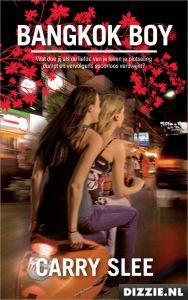 BANGKOK BOY
Wat doe jij als de liefde van je leven je plotseling
dumpt en vervolgens spoorloos verdwijnt?
CARRY SLEE
DIZZIE.NL